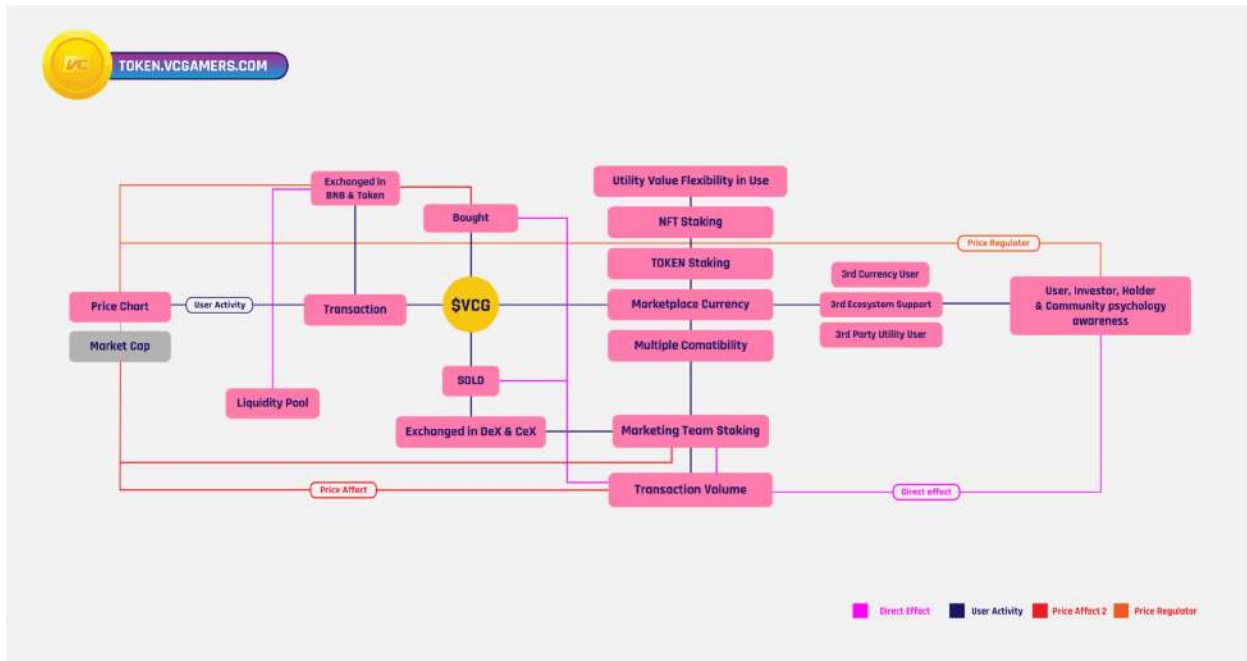 VC
TOKEN.VCGAMERS.COM
Exchanged in
BNB & Token
Utility Value Flexibility in Use
Bought
NFT Staking
Price Regulator
TOKEN Staking
3rd Currency User
Price Chart
User Activity
Transaction
$VCG
Marketplace Currency
3rd Ecosystem Support
User, Investor, Holder
& Community psychology
awareness
Market Cap
Multiple Comatibility
3rd Party Utility User
SOLD
Liquidity Pool
Exchanged in DeX & CeX
Marketing Team Staking
Price Affect
Transaction Volume
Direct effect
Direct Effect
User Activity
Price Affect 2
Price Regulator